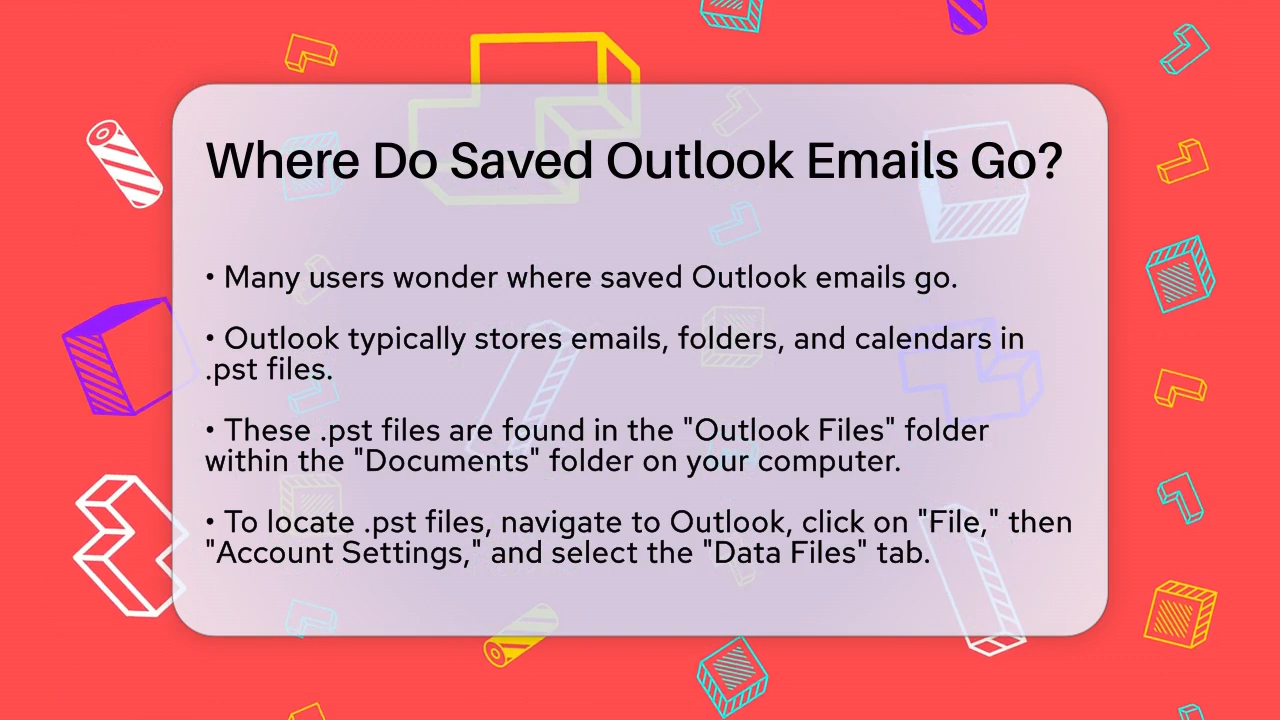 Where Do Saved Outlook Emails Go?
• Many users wonder where saved Outlook emails go.
• Outlook typically stores emails, folders, and calendars in
.pst files.
• These .pst files are found in the "Outlook Files" folder
within the "Documents" folder on your computer.
• To locate .pst files, navigate to Outlook, click on "File," then
"Account Settings," and select the "Data Files" tab.